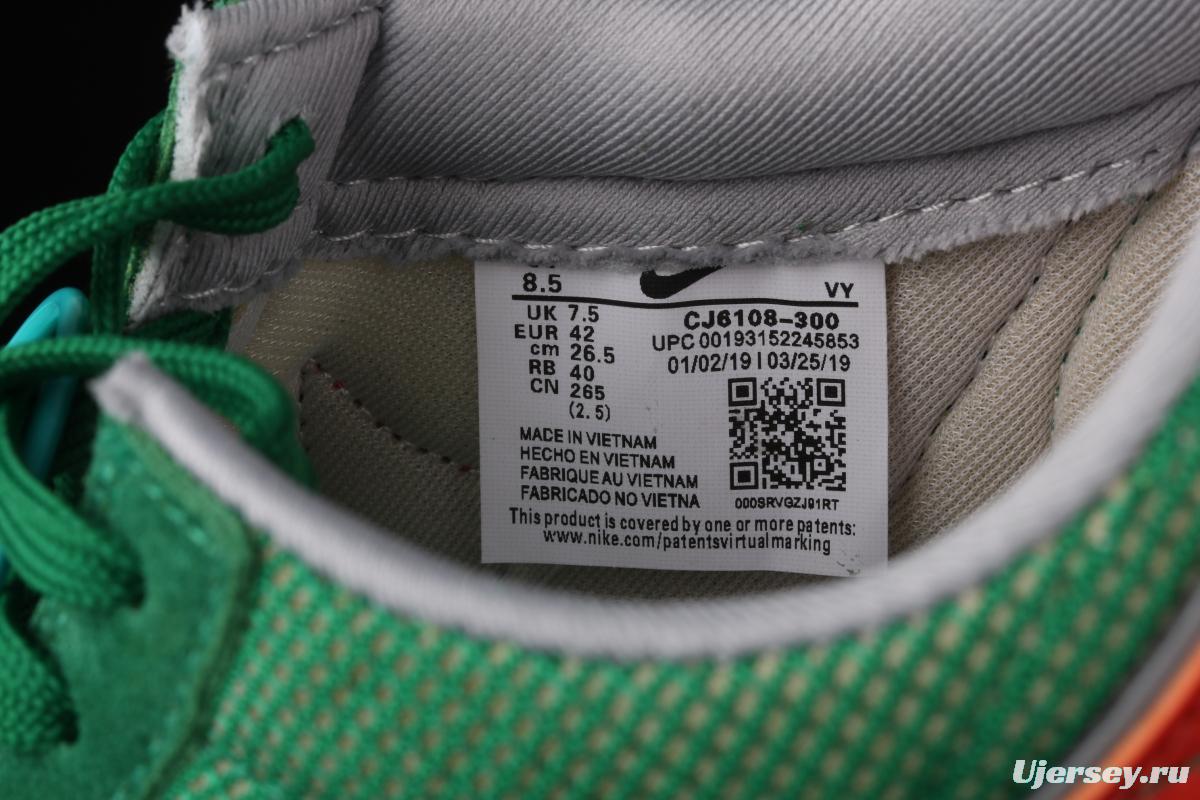 8.5
VY
UK 7.5
EUR 42
cm 26.5
RB 40
CN 265
(2.5)
CJ6108-300
UPC 00193152245853
01/02/19 | 03/25/19
MADE IN VIETNAM
HECHO EN VIETNAM
FABRIQUE AU VIETNAM
FABRICADO NO VIETNA
000SRVGZJ91RT
This product is covered by one or more patents:
www.nike.com/patentsvirtualmarking
Ujersey.ru